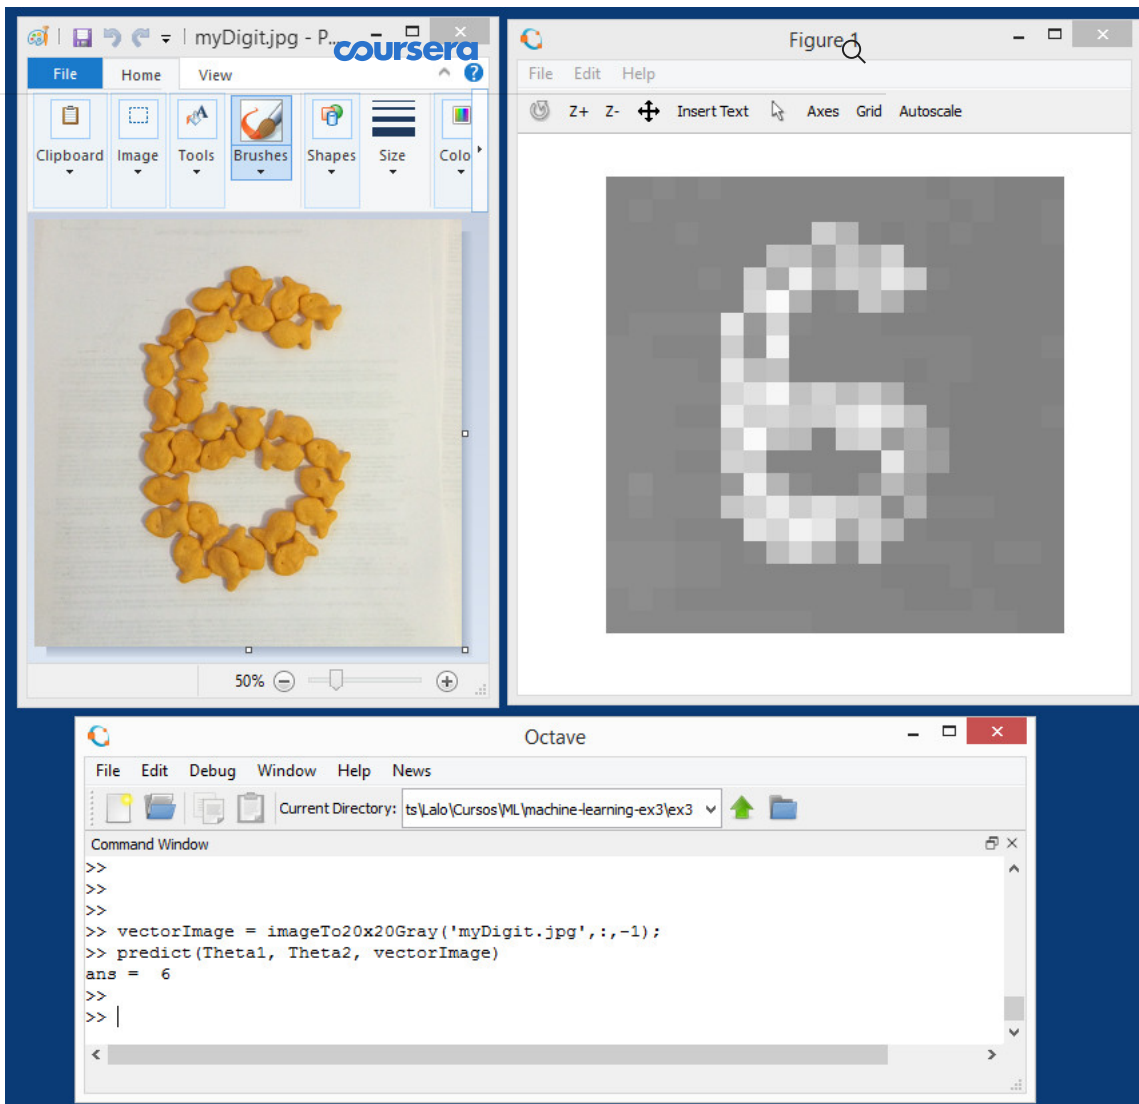 myDigit.jpg - P...
coursera
File Home View
Clipboard Image Tools Brushes Shapes Size Colo
50%
Figure 1
File Edit Help
Z+ Z- Insert Text Axes Grid Autoscale
Octave
File Edit Debug Window Help News
Current Directory: ts\Lalo\Cursos\ML\machine-learning-ex3\ex3
Command Window
>>
>>
>>
>> vectorImage = imageTo20x20Gray('myDigit.jpg',:,-1);
>> predict(Theta1, Theta2, vectorImage)
ans =  6
>>
>>